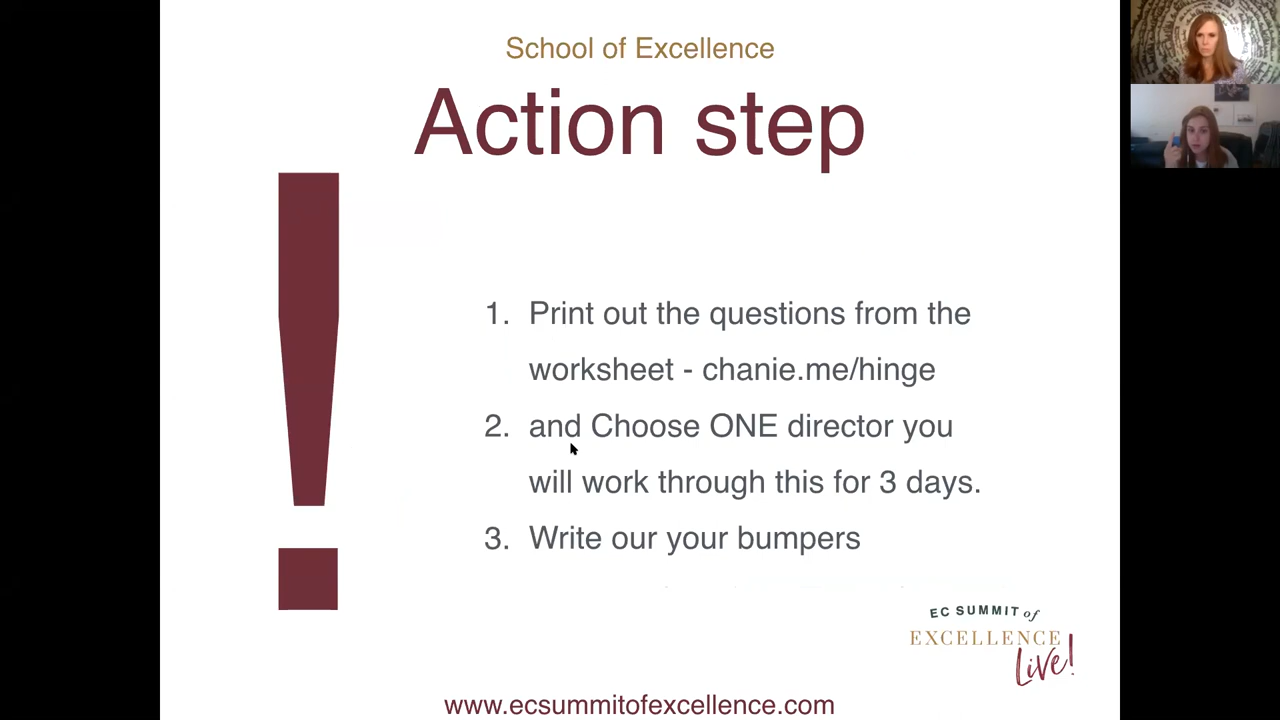 School of Excellence
Action step
!
1. Print out the questions from the
worksheet - chanie.me/hinge
2. and Choose ONE director you
will work through this for 3 days.
3. Write our your bumpers
EC SUMMIT of
EXCELLENCE
Live!
www.ecsummitofexcellence.com